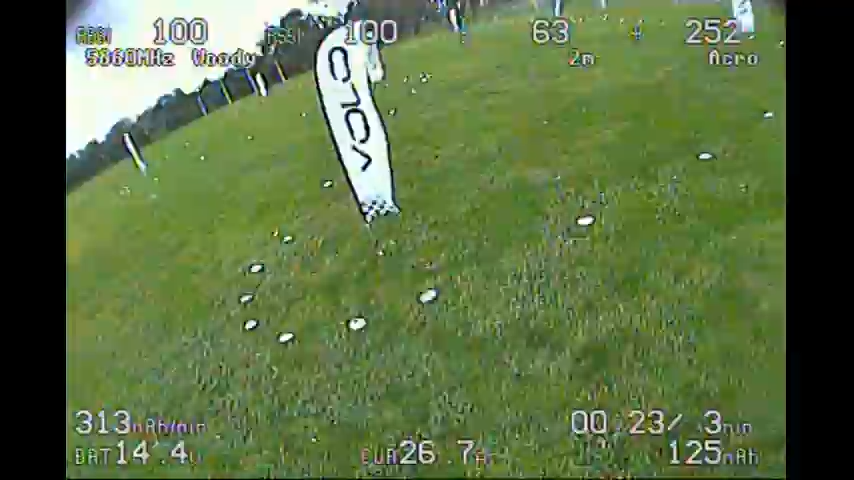 RSSI 100 RSSI 100 63 252
5860MHz Woody 2m Acro
313mAh/min 00:23/ 3min
BAT14.4V CUR26.7A 125mAh